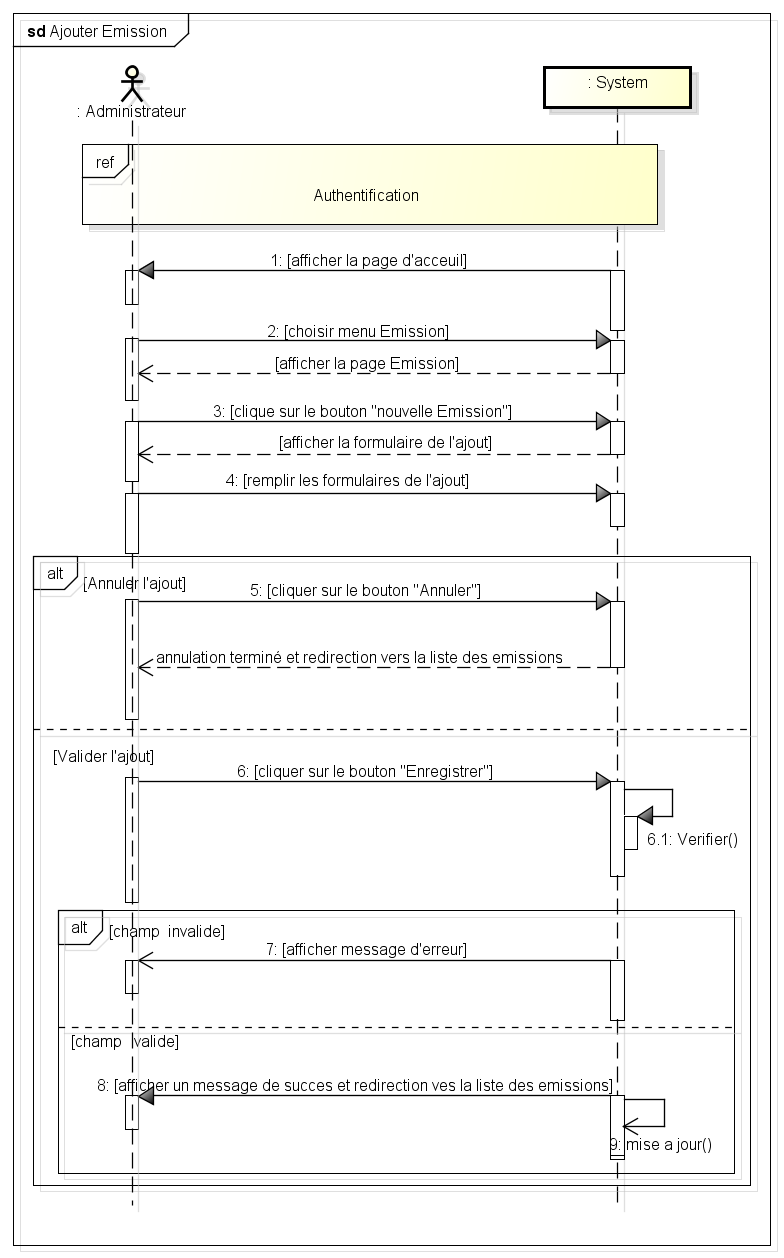 sd Ajouter Emission
: Administrateur
: System
ref
Authentification
1: [afficher la page d'acceuil]
2: [choisir menu Emission]
[afficher la page Emission]
3: [clique sur le bouton "nouvelle Emission"]
[afficher la formulaire de l'ajout]
4: [remplir les formulaires de l'ajout]
alt
[Annuler l'ajout]
5: [cliquer sur le bouton "Annuler"]
annulation terminé et redirection vers la liste des emissions
[Valider l'ajout]
6: [cliquer sur le bouton "Enregistrer"]
6.1: Verifier()
alt
[champ invalide]
7: [afficher message d'erreur]
[champ valide]
8: [afficher un message de succes et redirection ves la liste des emissions]
9: mise a jour()